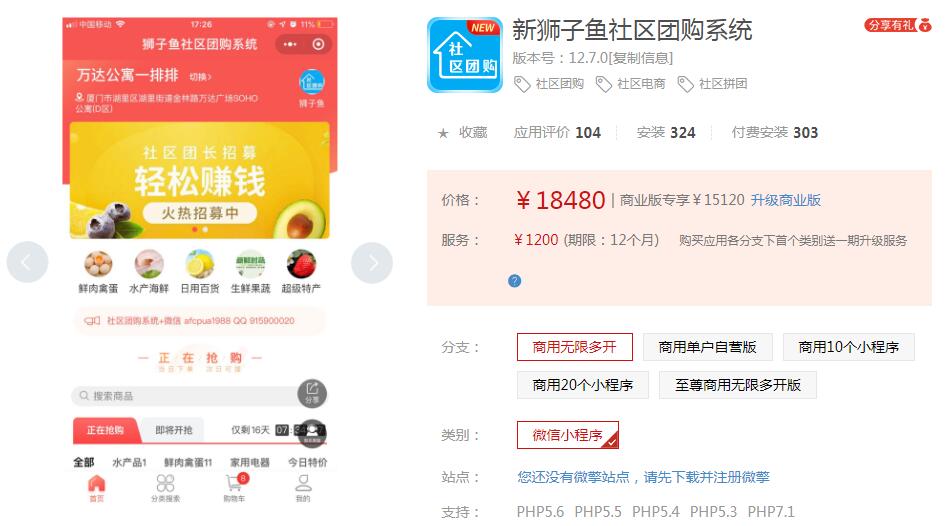 中国移动
17:26
11%
狮子鱼社区团购系统
万达公寓一排排 切换>
厦门市湖里区湖里街道金林路万达广场SOHO
公寓(D区)
狮子鱼
社区团长招募
轻松赚钱
火热招募中
鲜肉禽蛋 水产海鲜 日用百货 生鲜果蔬 超级特产
社区团购系统+微信 afcpua1988 QQ 915900020
正在抢购
当日下单 次日可提
搜索商品
分享
正在抢购 即将开抢 仅剩16天 07
全部 水产品1 鲜肉禽蛋11 家用电器 今日特价
8
首页 分类搜索 购物车 我的
NEW
社
区团购
新狮子鱼社区团购系统
分享有礼
版本号：12.7.0[复制信息]
社区团购 社区电商 社区拼团
★ 收藏 应用评价 104 安装 324 付费安装 303
价格： ￥18480 | 商业版专享￥15120 升级商业版
服务： ￥1200 (期限：12个月) 购买应用各分支下首个类别送一期升级服务
?
分支： 商用无限多开 商用单户自营版 商用10个小程序
商用20个小程序 至尊商用无限多开版
类别： 微信小程序
站点： 您还没有微擎站点，请先下载并注册微擎
支持： PHP5.6 PHP5.5 PHP5.4 PHP5.3 PHP7.1